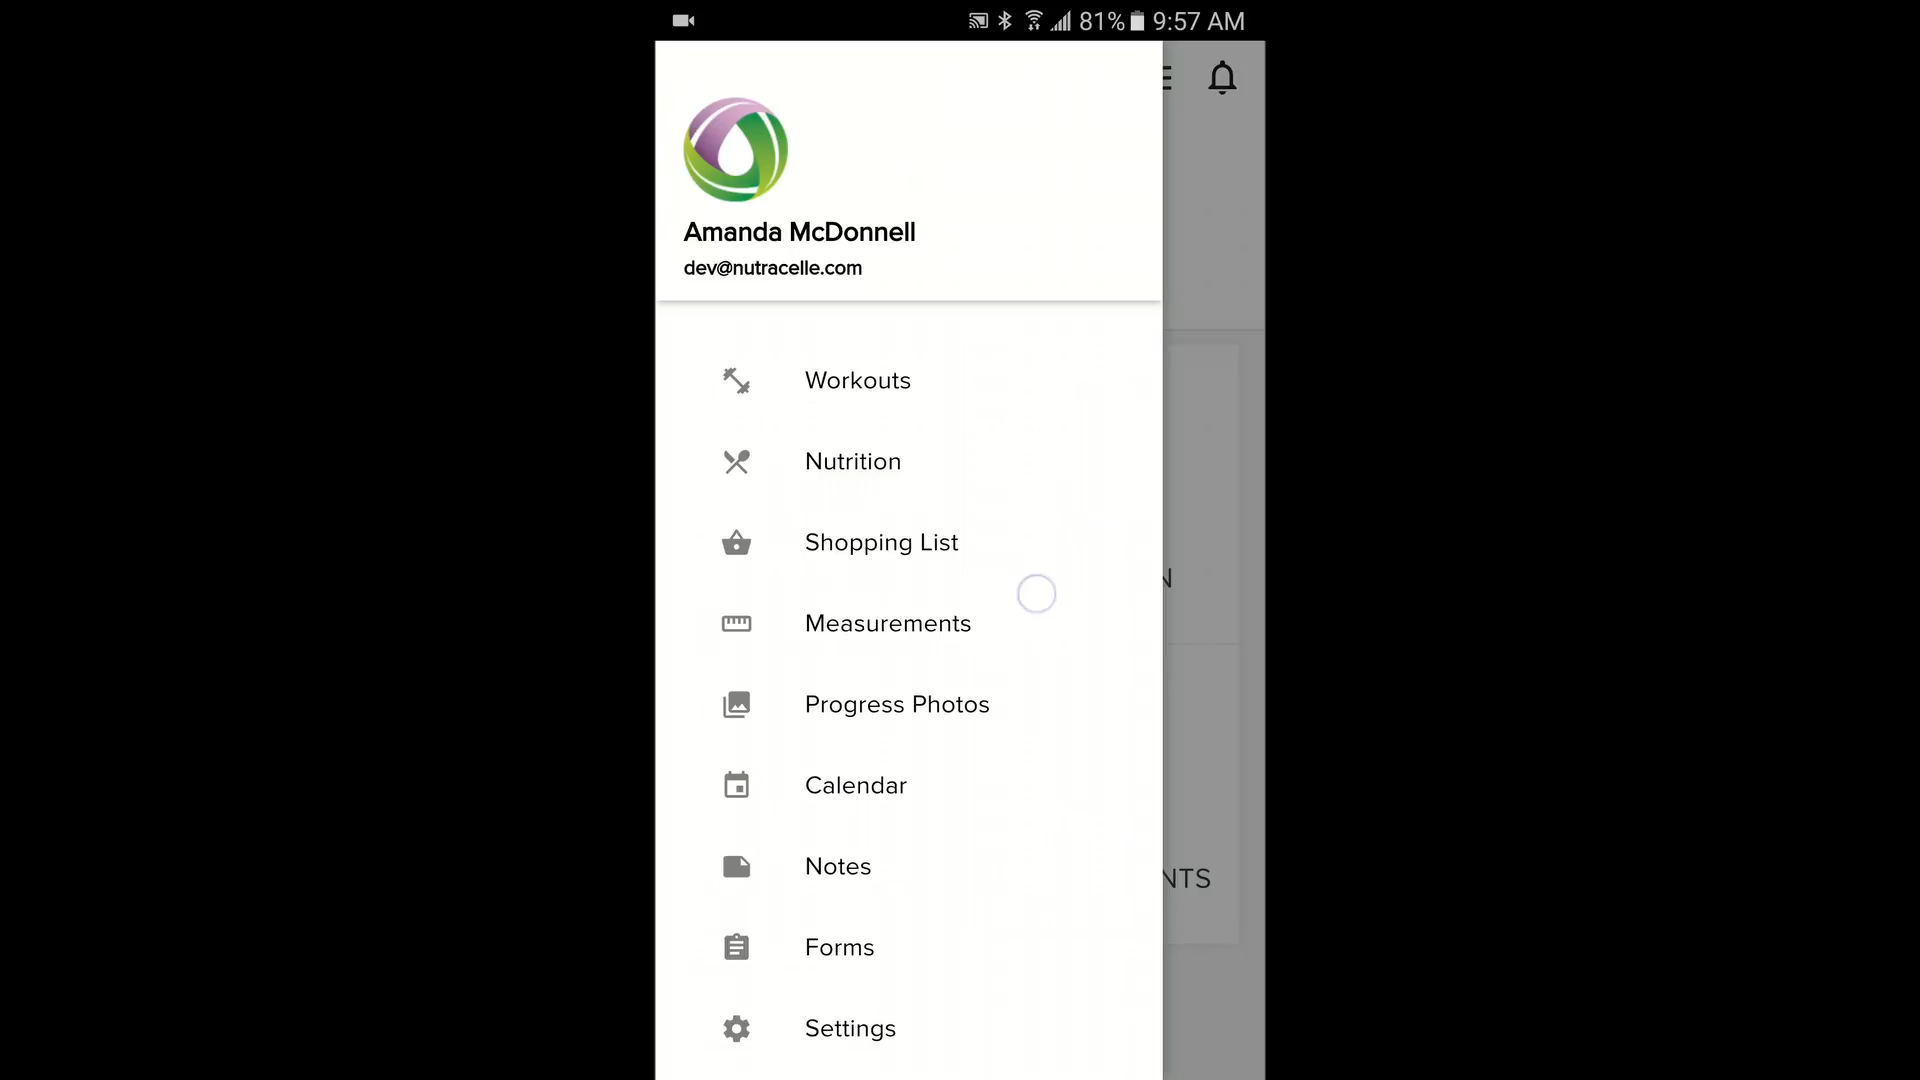 81% 9:57 AM
Amanda McDonnell
dev@nutracelle.com
Workouts
Nutrition
Shopping List
N
Measurements
Progress Photos
Calendar
Notes
NTS
Forms
Settings